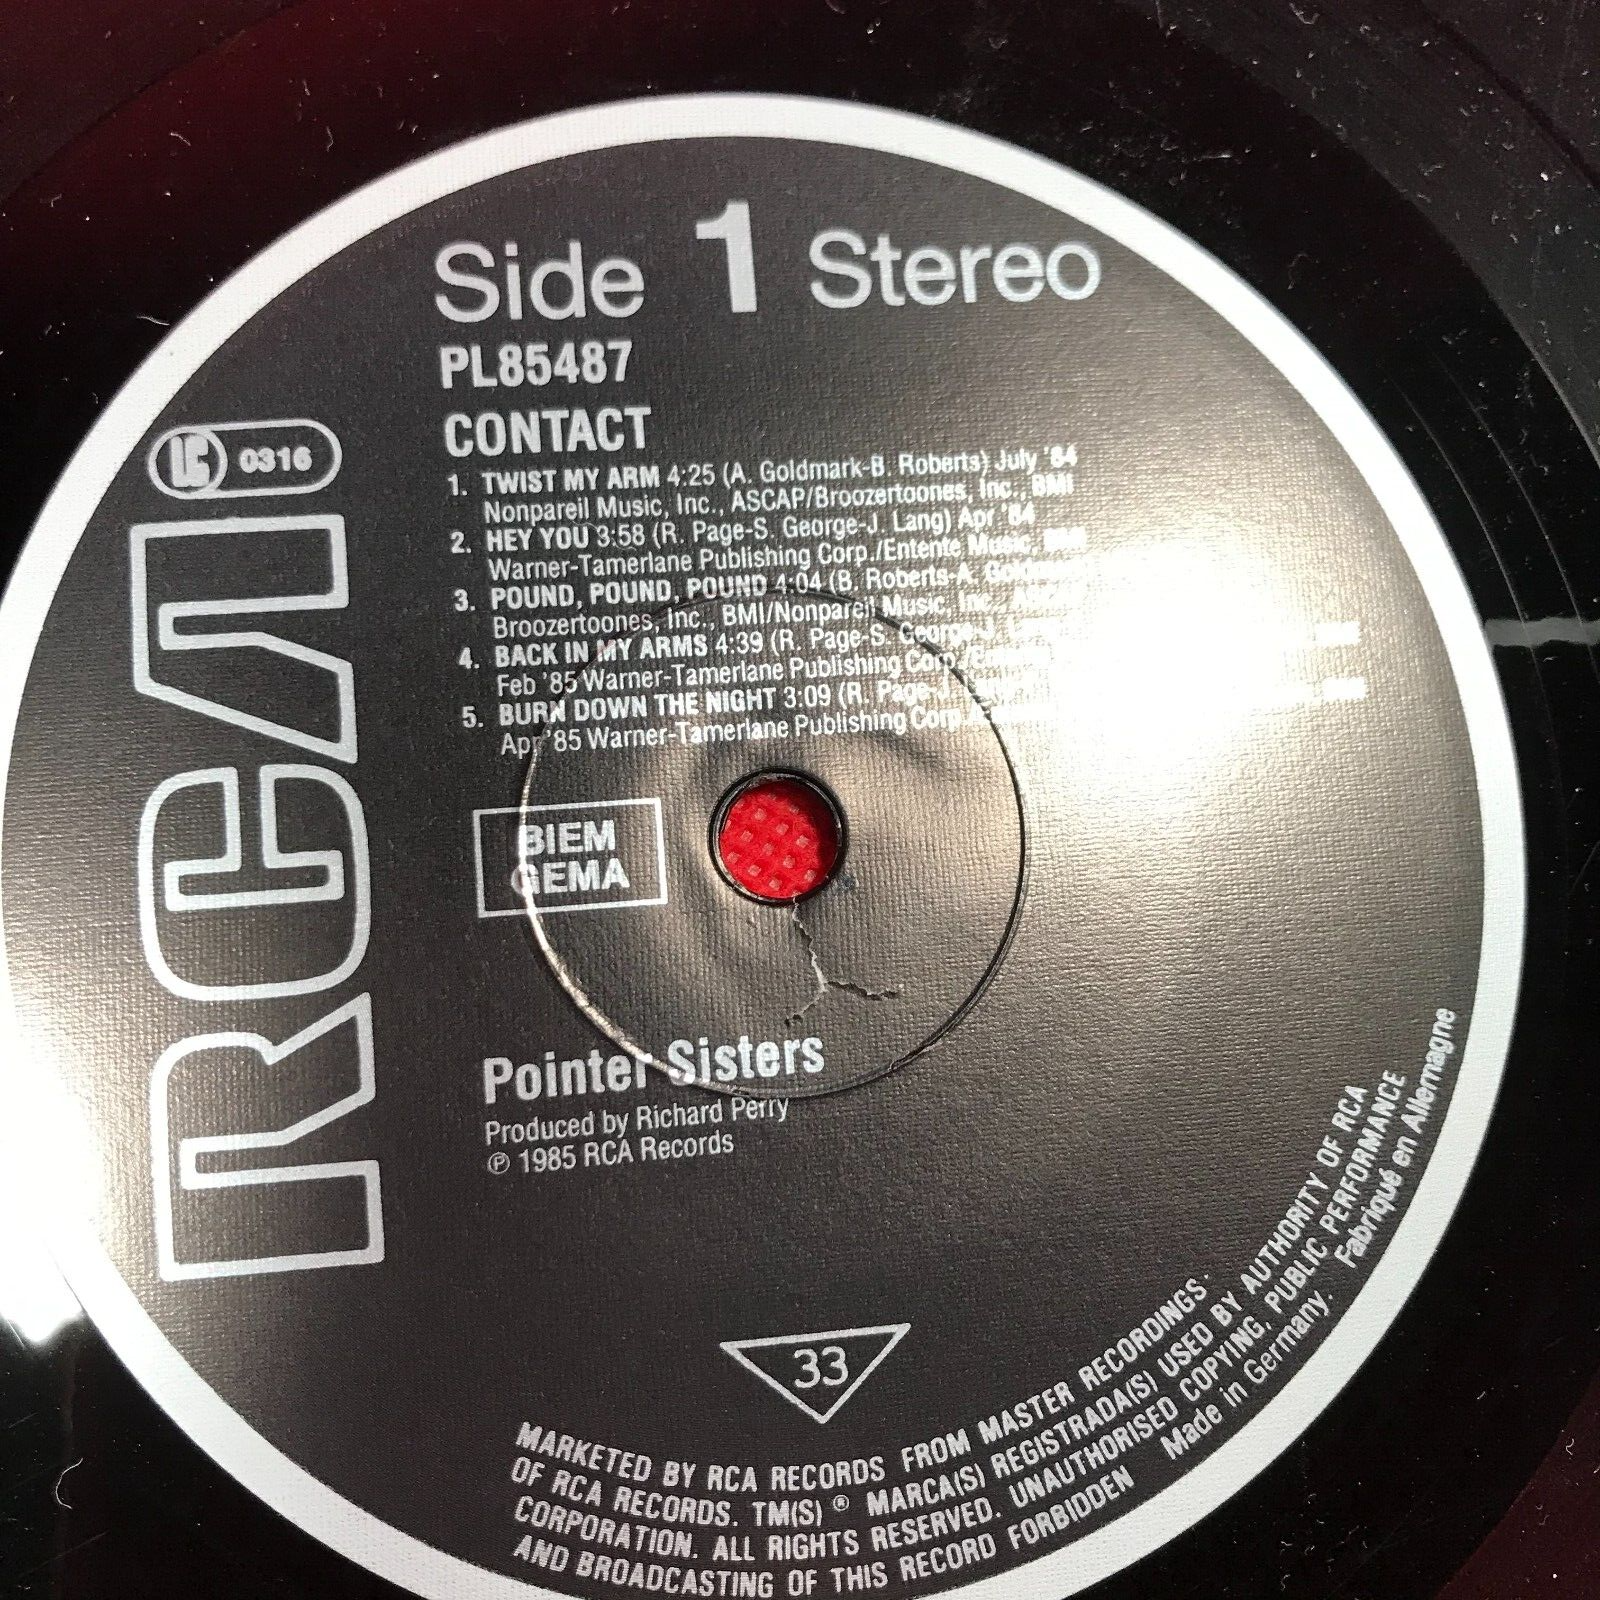 Side 1 Stereo
PL85487
CONTACT
LC 0316
RCA
1. TWIST MY ARM 4:25 (A. Goldmark-B. Roberts) July '84
Nonpareil Music, Inc., ASCAP/Broozertoones, Inc., BMI
2. HEY YOU 3:58 (R. Page-S. George-J. Lang) Apr '84
Warner-Tamerlane Publishing Corp./Entente Music, BMI
3. POUND, POUND, POUND 4:04 (B. Roberts-A.
Broozertoones, Inc., BMI/Nonpareil Music, Inc., ASCAP
4. BACK IN MY ARMS 4:39 (R. Page-S. George-J.
Feb '85 Warner-Tamerlane Publishing Corp./
5. BURN DOWN THE NIGHT 3:09 (R. Page-J.
Apr '85 Warner-Tamerlane Publishing Corp.
BIEM
GEMA
Pointer Sisters
Produced by Richard Perry
℗ 1985 RCA Records
33
MARKETED BY RCA RECORDS FROM MASTER RECORDINGS.
OF RCA RECORDS. TM(S) ® MARCA(S) REGISTRADA(S) USED BY AUTHORITY OF RCA
CORPORATION. ALL RIGHTS RESERVED. UNAUTHORISED COPYING, PUBLIC PERFORMANCE
AND BROADCASTING OF THIS RECORD FORBIDDEN Made in Germany. Fabriqué en Allemagne